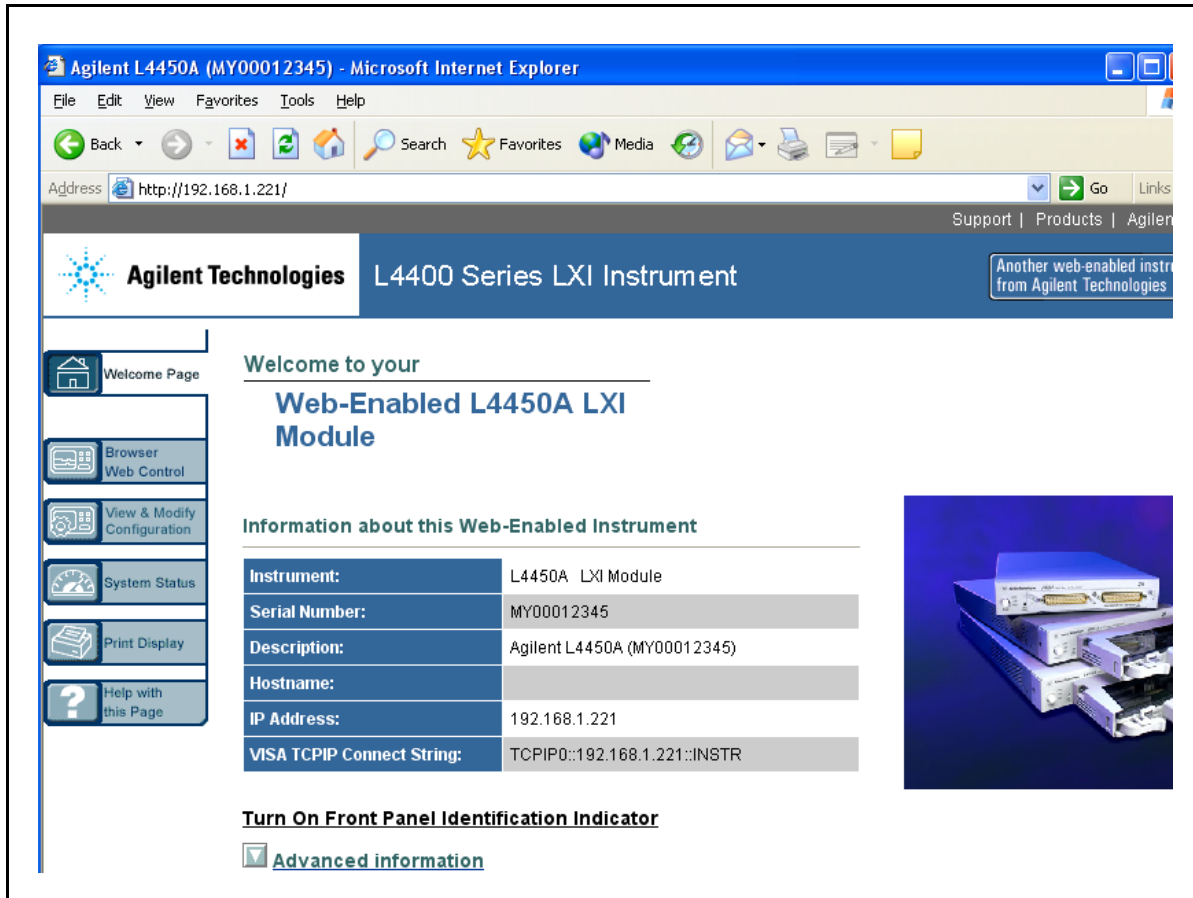 Agilent L4450A (MY00012345) - Microsoft Internet Explorer
File Edit View Favorites Tools Help
Back Search Favorites Media
Address http://192.168.1.221/ Go Links
Support | Products |
Agilent Technologies L4400 Series LXI Instrument
Another web-enabled
from Agilent Technologies
Welcome Page
Browser
Web Control
View & Modify
Configuration
System Status
Print Display
Help with
this Page
Welcome to your
Web-Enabled L4450A LXI
Module
Information about this Web-Enabled Instrument
Instrument: L4450A LXI Module
Serial Number: MY00012345
Description: Agilent L4450A (MY00012345)
Hostname:
IP Address: 192.168.1.221
VISA TCPIP Connect String: TCPIP0::192.168.1.221::INSTR
Turn On Front Panel Identification Indicator
Advanced information